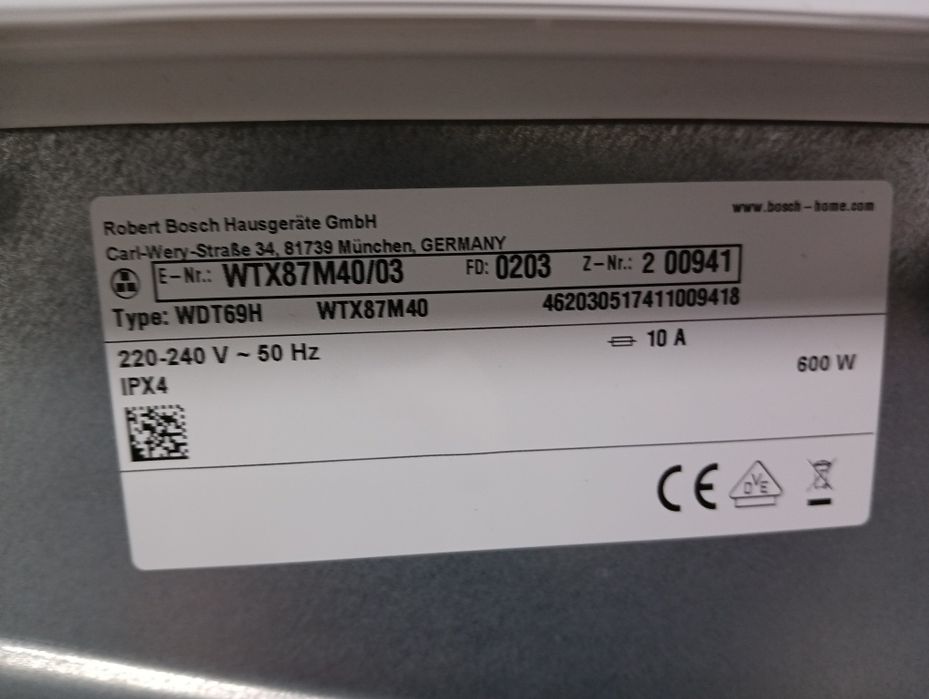 Robert Bosch Hausgeräte GmbH
www.bosch-home.com
Carl-Wery-Straße 34, 81739 München, GERMANY
E-Nr.: WTX87M40/03 FD: 0203 Z-Nr.: 2 00941
Type: WDT69H WTX87M40 462030517411009418
220-240 V ~ 50 Hz 10 A
600 W
IPX4
CE DVE